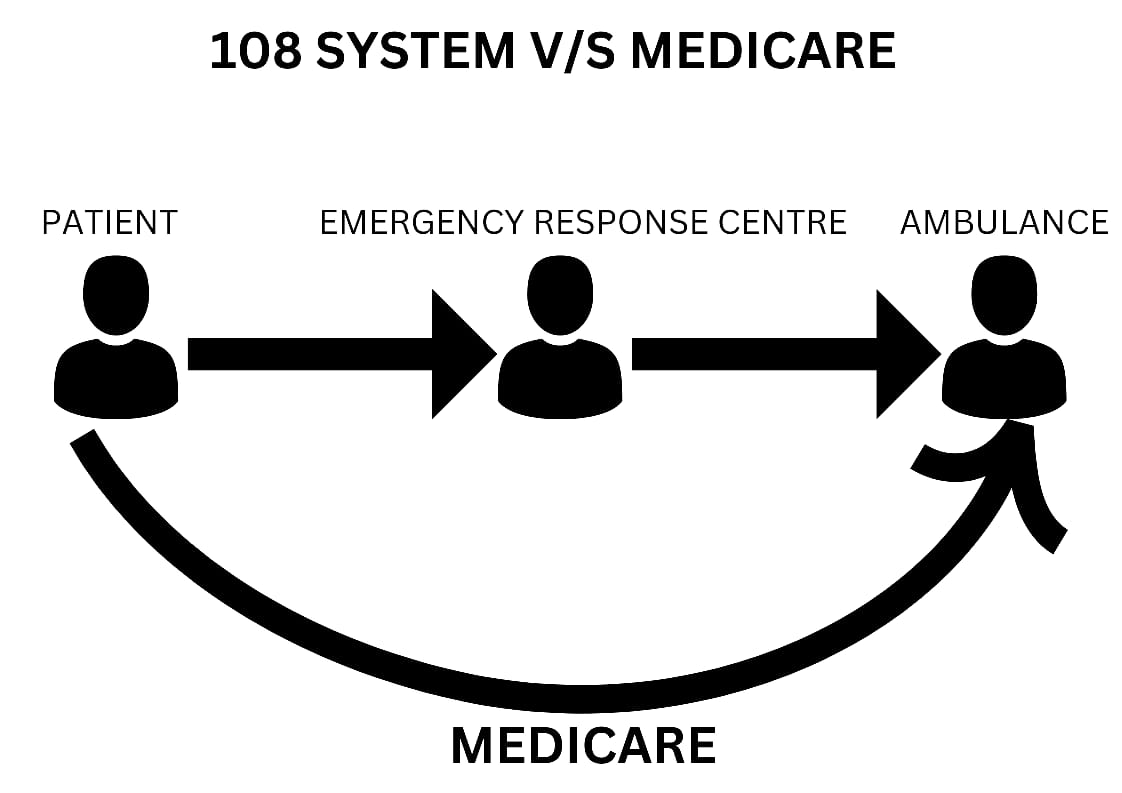 108 SYSTEM V/S MEDICARE
PATIENT
EMERGENCY RESPONSE CENTRE
AMBULANCE
MEDICARE